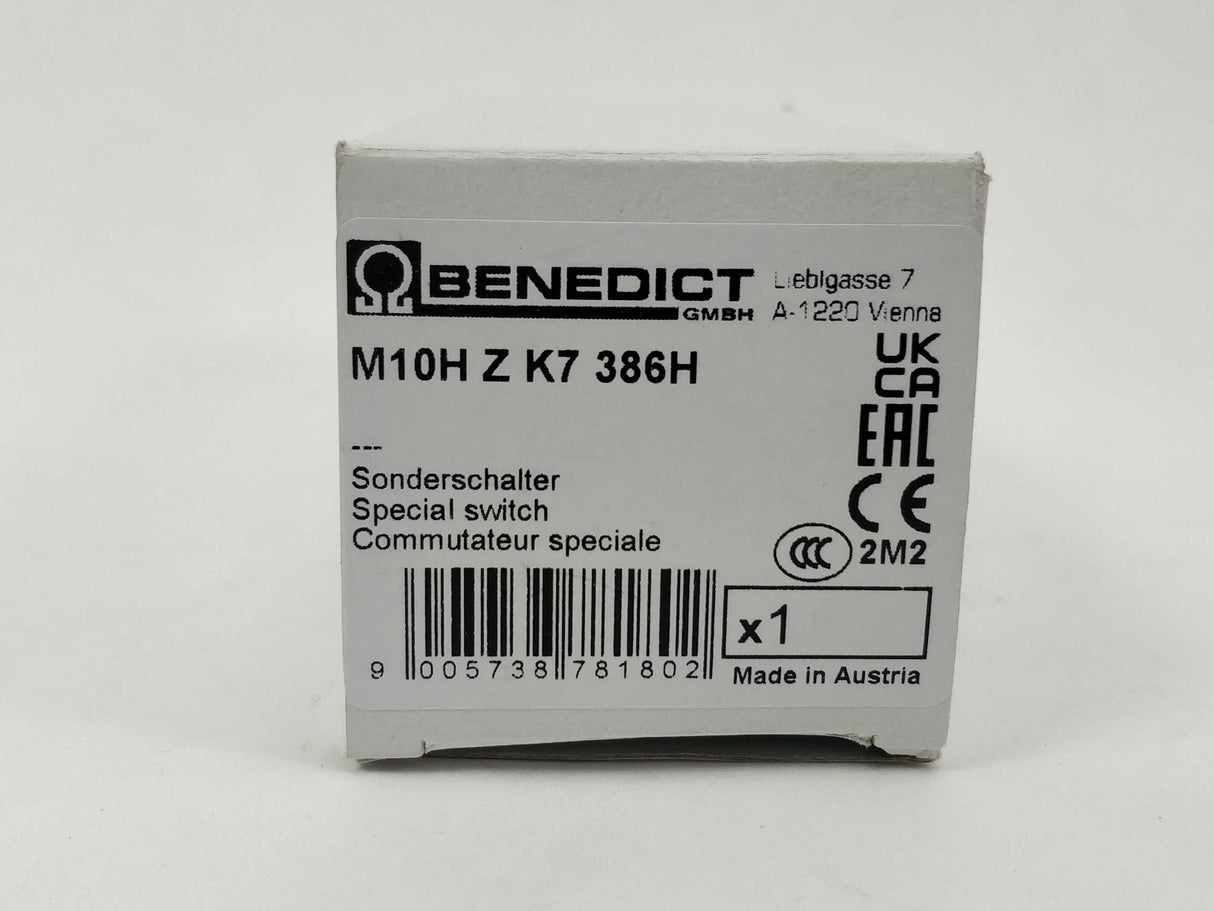 BENEDICT
GMBH
Lieblgasse 7
A-1220 Vienna
M10H Z K7 386H
UK
CA
EAC
---
Sonderschalter
Special switch
Commutateur speciale
CE
CCC 2M2
x1
9 005738 781802
Made in Austria